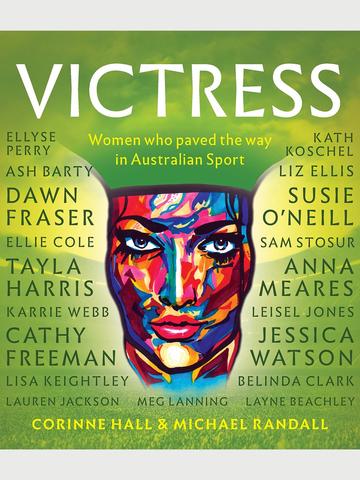 VICTRESS
Women who paved the way
in Australian Sport
ELLYSE
PERRY
ASH BARTY
DAWN
FRASER
ELLIE COLE
TAYLA
HARRIS
KARRIE WEBB
CATHY
FREEMAN
LISA KEIGHTLEY
LAUREN JACKSON
MEG LANNING
KATH
KOSCHEL
LIZ ELLIS
SUSIE
O'NEILL
SAM STOSUR
ANNA
MEARES
LEISEL JONES
JESSICA
WATSON
BELINDA CLARK
LAYNE BEACHLEY
CORINNE HALL & MICHAEL RANDALL